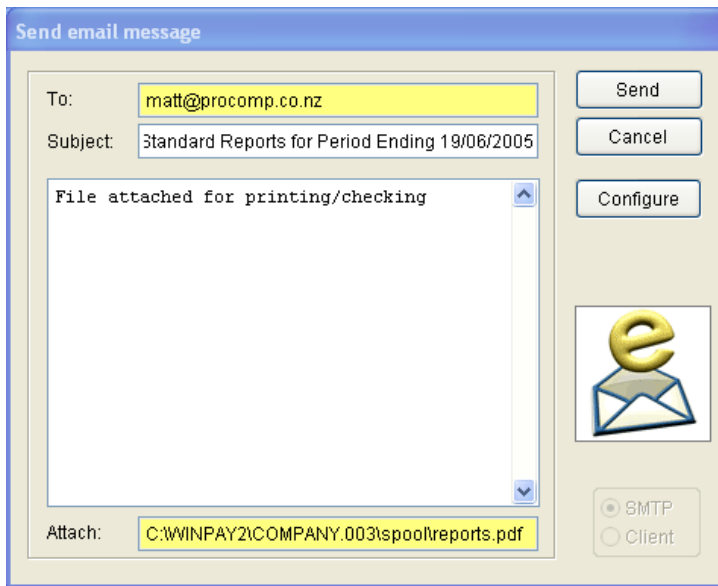 Send email message
To:
matt@procomp.co.nz
Subject:
Standard Reports for Period Ending 19/06/2005
File attached for printing/checking
Attach:
C:\WINPAY2\COMPANY.003\spool\reports.pdf
Send
Cancel
Configure
e
SMTP
Client